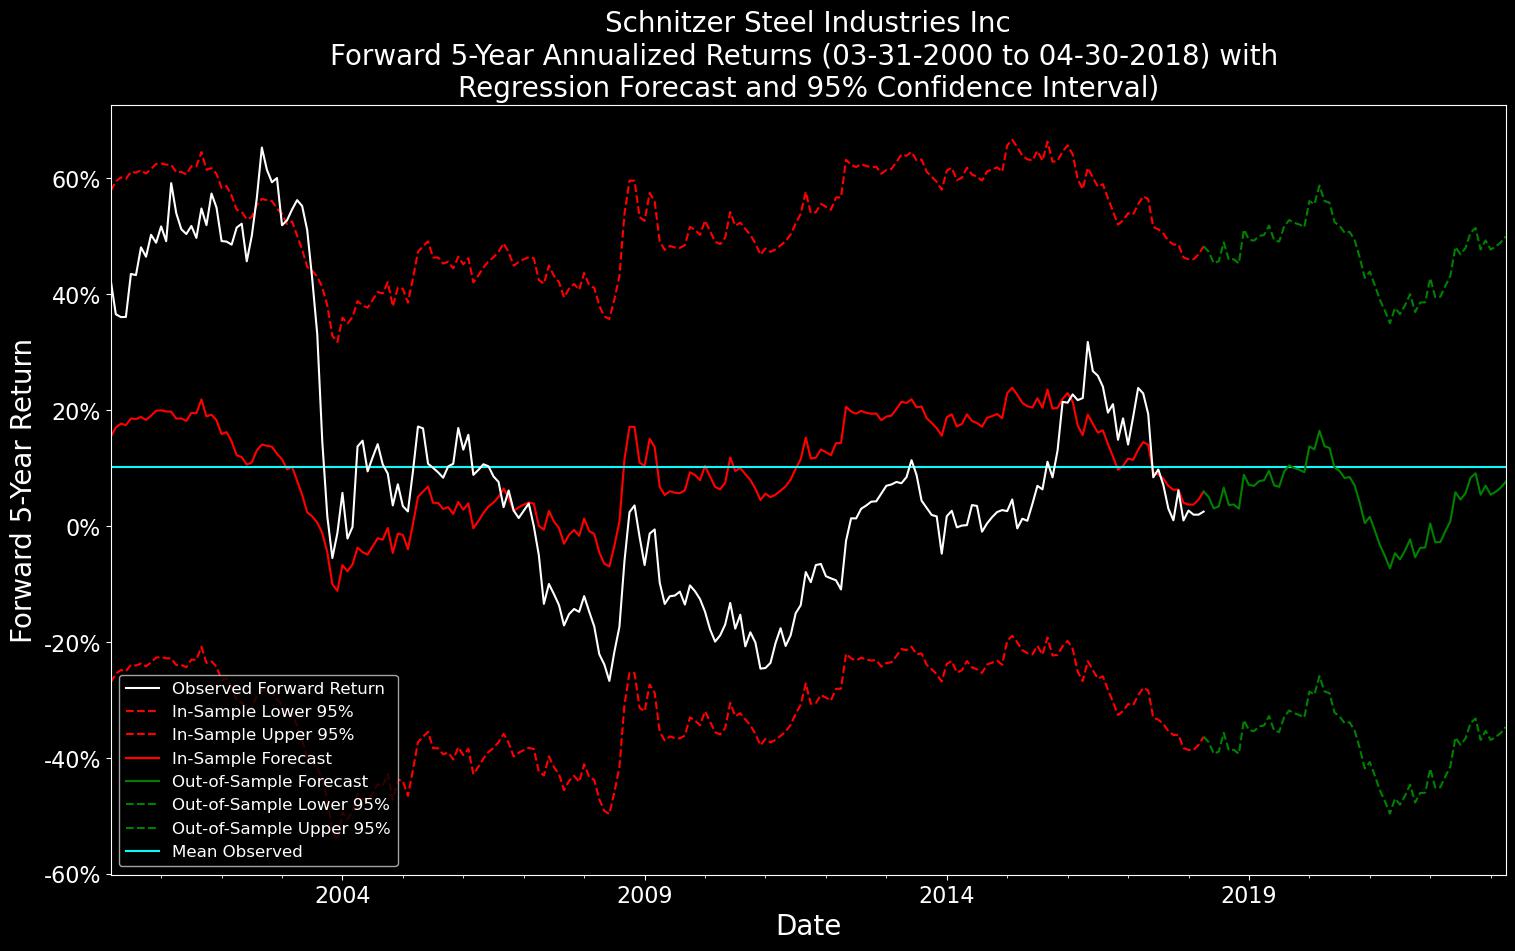 Schnitzer Steel Industries Inc
Forward 5-Year Annualized Returns (03-31-2000 to 04-30-2018) with
Regression Forecast and 95% Confidence Interval)
Forward 5-Year Return
60%
40%
20%
0%
-20%
-40%
-60%
Observed Forward Return
In-Sample Lower 95%
In-Sample Upper 95%
In-Sample Forecast
Out-of-Sample Forecast
Out-of-Sample Lower 95%
Out-of-Sample Upper 95%
Mean Observed
2004
2009
2014
2019
Date